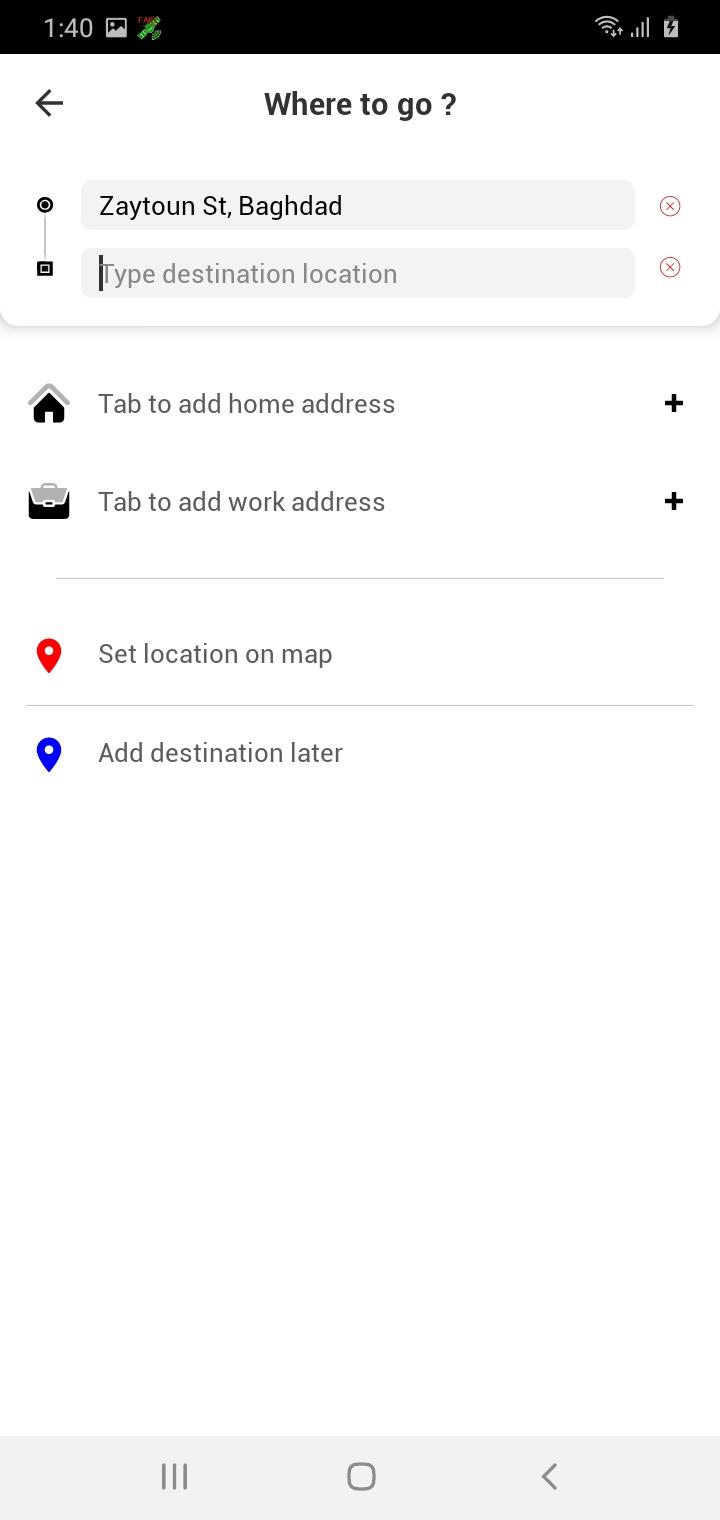 1:40
FAKE
Where to go ?
Zaytoun St, Baghdad
Type destination location
Tab to add home address
Tab to add work address
Set location on map
Add destination later